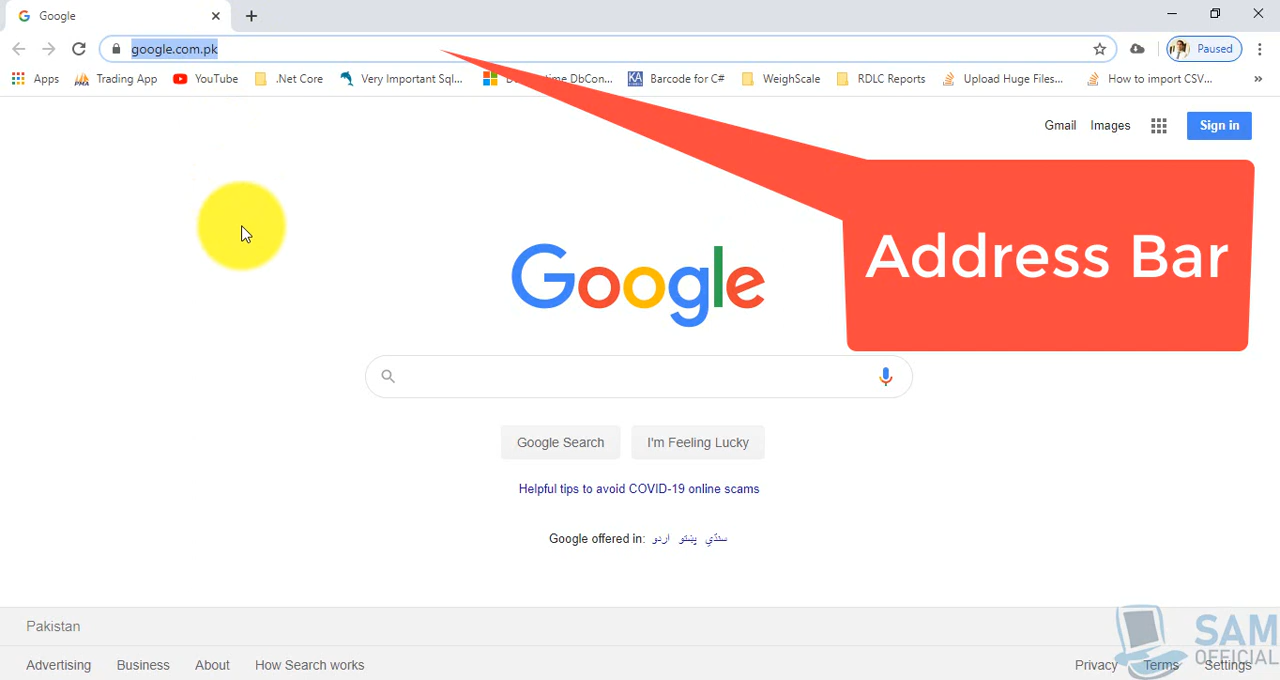 Google
google.com.pk
Paused
Apps
Trading App
YouTube
.Net Core
Very Important Sql...
KA
Barcode for C#
WeighScale
RDLC Reports
Upload Huge Files...
How to import CSV...
»
Gmail Images
Sign in
Address Bar
Google
Google Search
I'm Feeling Lucky
Helpful tips to avoid COVID-19 online scams
Google offered in: اردو پښتو سنڌي
Pakistan
Advertising Business About How Search works
Privacy Terms Settings
SAM
OFFICIAL